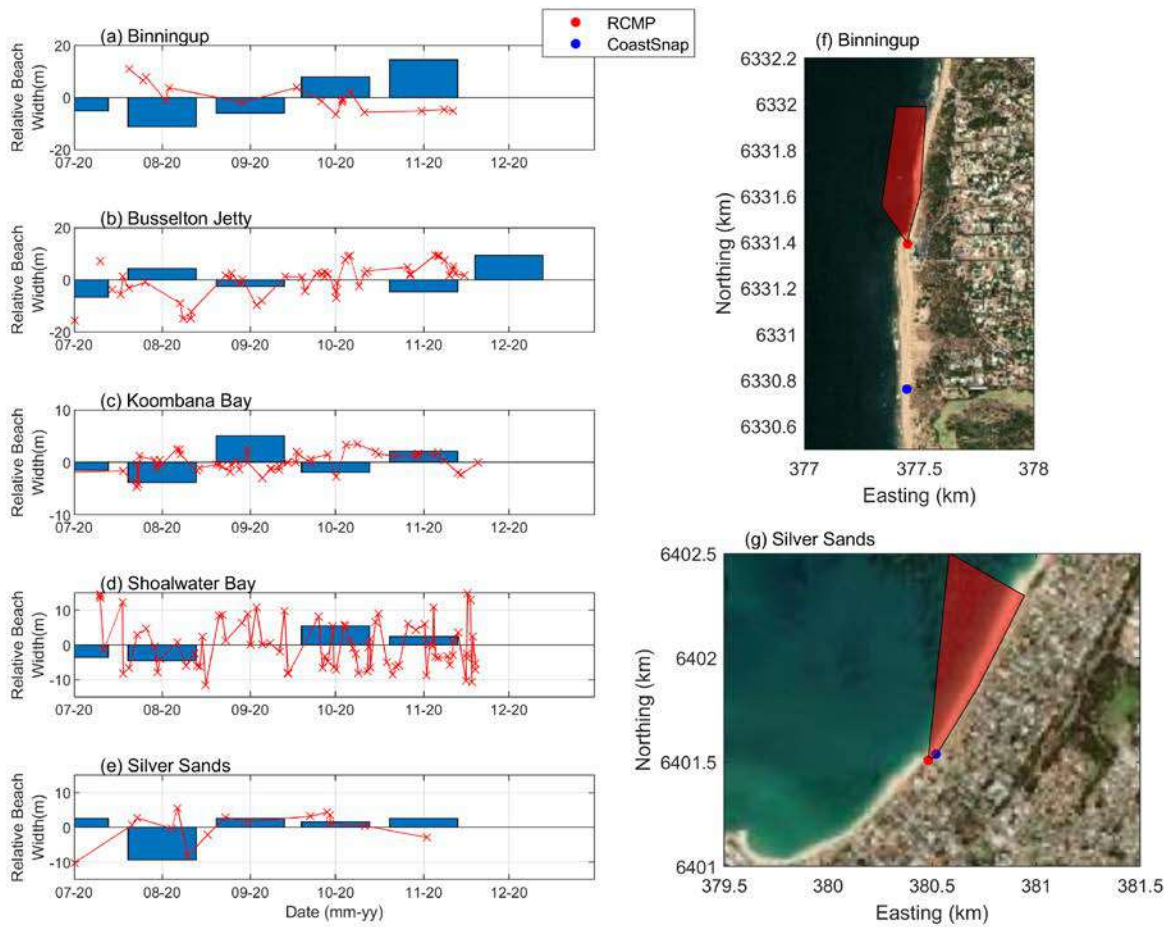 RCMP
CoastSnap
(a) Binningup
Relative Beach
Width(m)
20
0
-20
07-20 08-20 09-20 10-20 11-20 12-20
(b) Busselton Jetty
Relative Beach
Width(m)
20
0
-20
07-20 08-20 09-20 10-20 11-20 12-20
(c) Koombana Bay
Relative Beach
Width(m)
10
0
-10
07-20 08-20 09-20 10-20 11-20 12-20
(d) Shoalwater Bay
Relative Beach
Width(m)
10
0
-10
07-20 08-20 09-20 10-20 11-20 12-20
(e) Silver Sands
Relative Beach
Width(m)
10
0
-10
07-20 08-20 09-20 10-20 11-20 12-20
Date (mm-yy)
(f) Binningup
Northing (km)
6332.2
6332
6331.8
6331.6
6331.4
6331.2
6331
6330.8
6330.6
377 377.5 378
Easting (km)
(g) Silver Sands
Northing (km)
6402.5
6402
6401.5
6401
379.5 380 380.5 381 381.5
Easting (km)